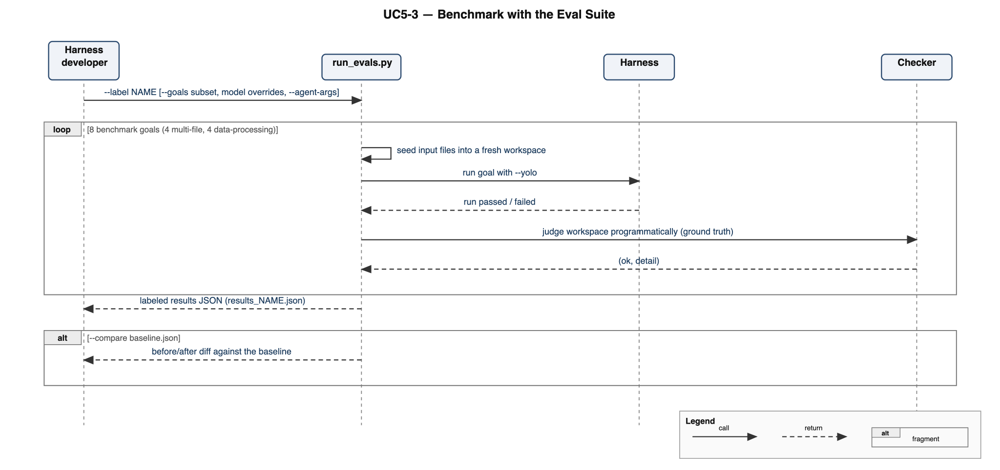 UC5-3 — Benchmark with the Eval Suite
Harness
developer
run_evals.py
Harness
Checker
--label NAME [--goals subset, model overrides, --agent-args]
loop
[8 benchmark goals (4 multi-file, 4 data-processing)]
seed input files into a fresh workspace
run goal with --yolo
run passed / failed
judge workspace programmatically (ground truth)
(ok, detail)
labeled results JSON (results_NAME.json)
alt
[--compare baseline.json]
before/after diff against the baseline
Legend
call
return
alt
fragment